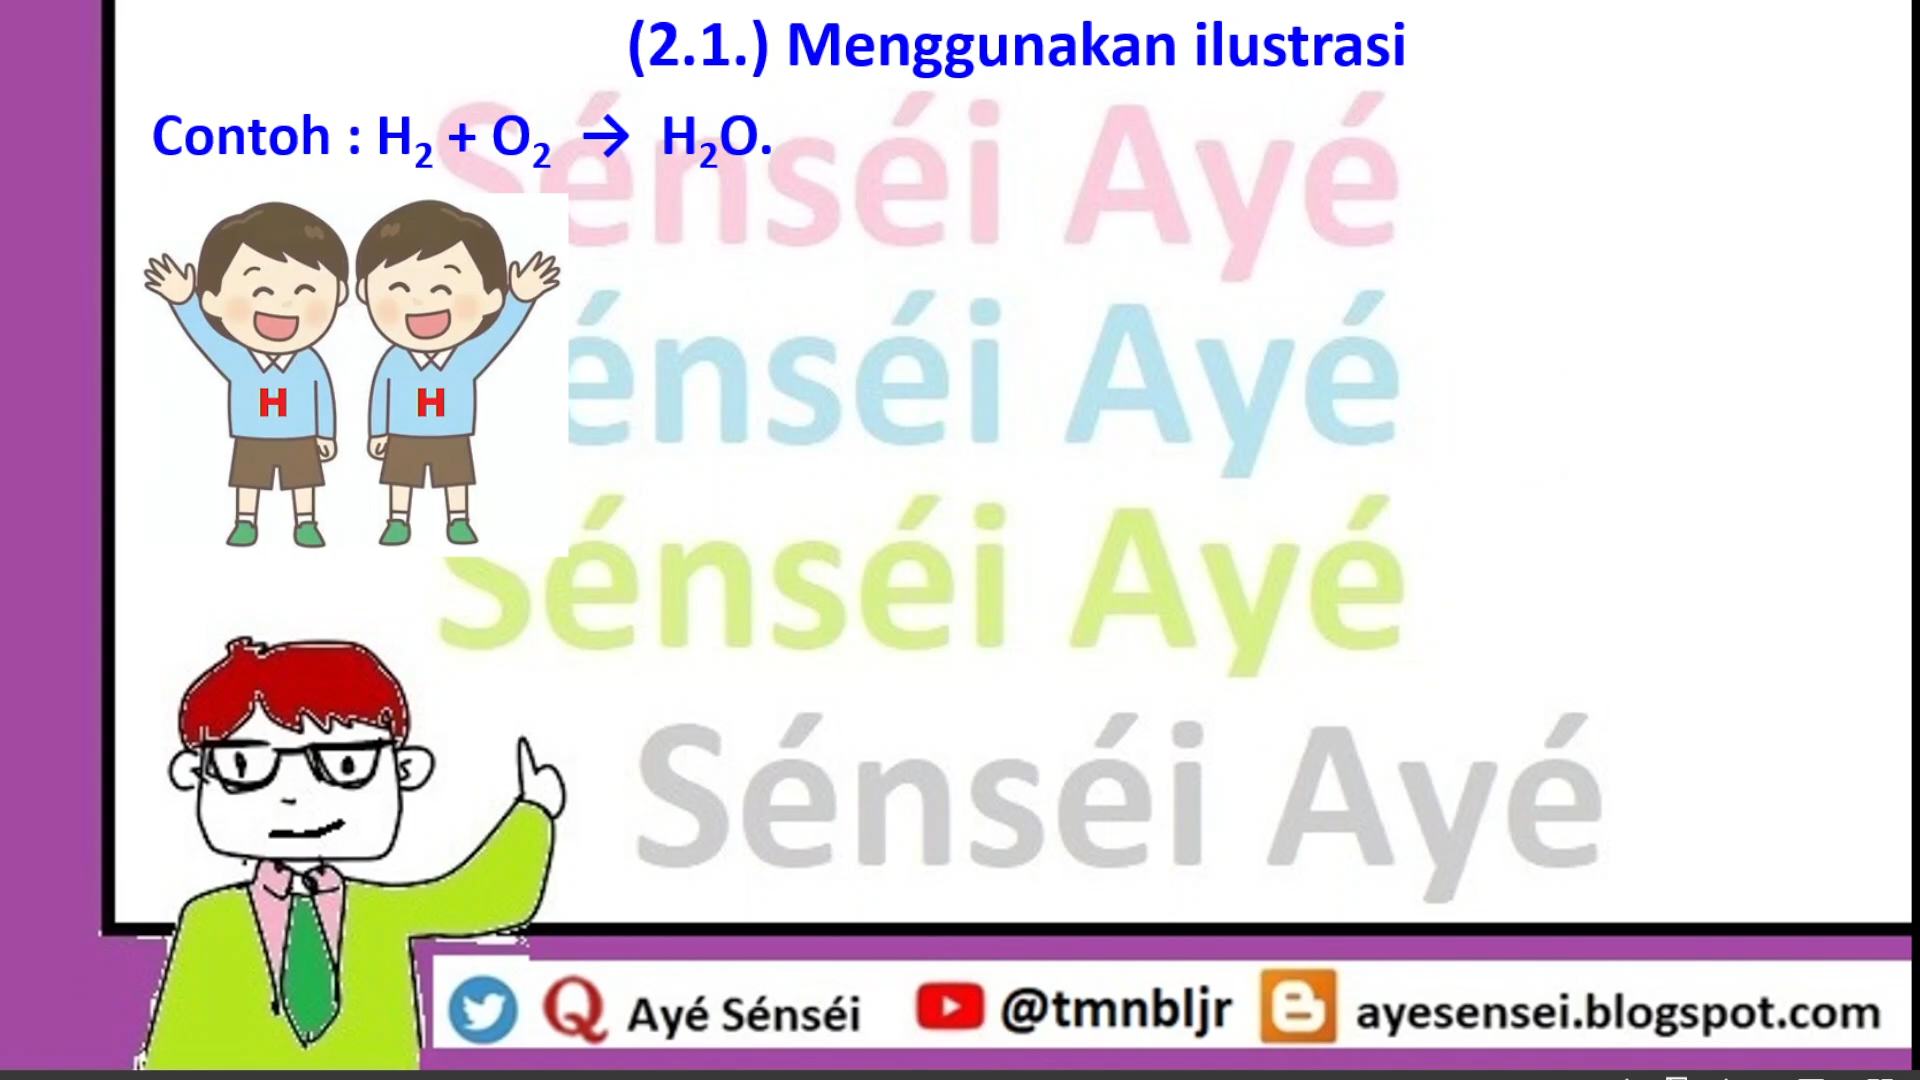 (2.1.) Menggunakan ilustrasi
Contoh : H₂ + O₂ → H₂O.
Sénséi Ayé
H H
énséi Ayé
Sénséi Ayé
Sénséi Ayé
Ayé Sénséi @tmnbljr ayesensei.blogspot.com